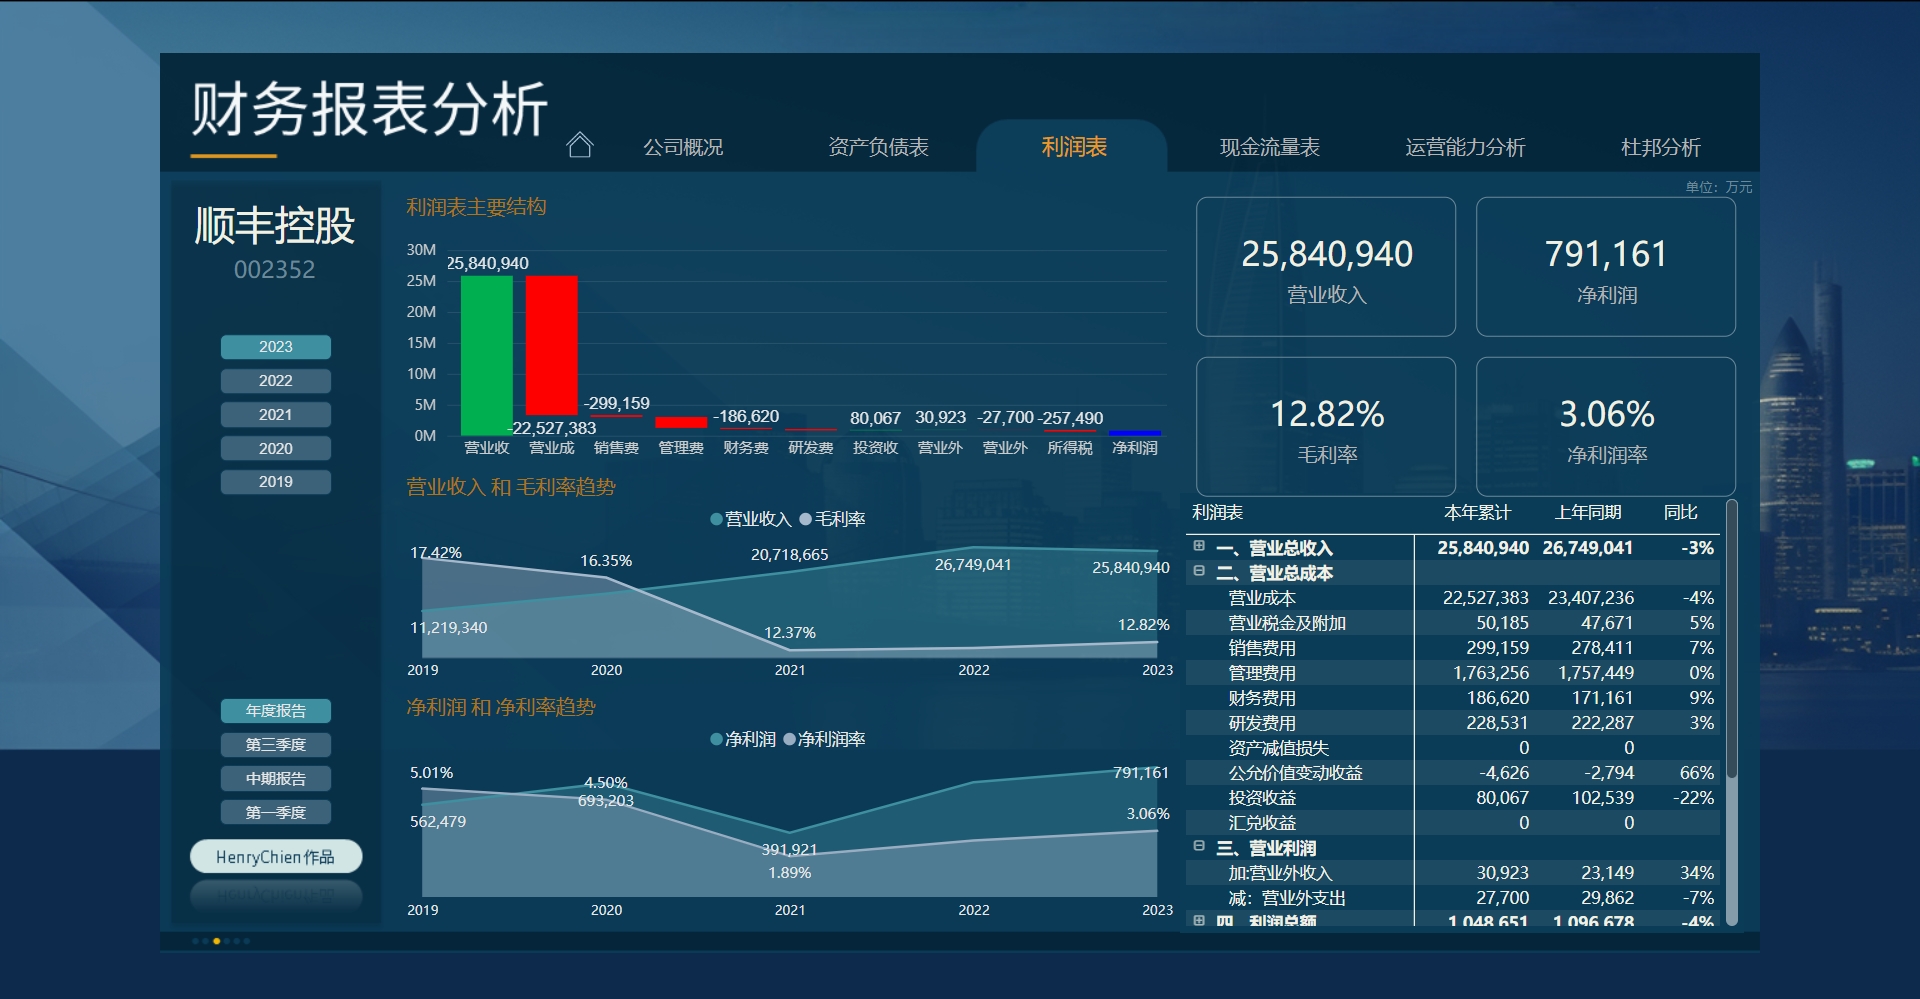 财务报表分析
公司概况
资产负债表
利润表
现金流量表
运营能力分析
杜邦分析
单位：万元
顺丰控股
002352
2023
2022
2021
2020
2019
年度报告
第三季度
中期报告
第一季度
HenryChien作品
利润表主要结构
30M
25M
20M
15M
10M
5M
0M
25,840,940
-22,527,383
-299,159
-186,620
80,067
30,923
-27,700
-257,490
营业收 营业成 销售费 管理费 财务费 研发费 投资收 营业外 营业外 所得税 净利润
营业收入 和 毛利率趋势
营业收入 毛利率
17.42%
16.35%
20,718,665
26,749,041
25,840,940
11,219,340
12.37%
12.82%
2019 2020 2021 2022 2023
净利润 和 净利率趋势
净利润 净利润率
5.01%
4.50%
791,161
693,203
562,479
3.06%
391,921
1.89%
2019 2020 2021 2022 2023
25,840,940
营业收入
791,161
净利润
12.82%
毛利率
3.06%
净利润率
利润表 本年累计 上年同期 同比
一、营业总收入 25,840,940 26,749,041 -3%
二、营业总成本
营业成本 22,527,383 23,407,236 -4%
营业税金及附加 50,185 47,671 5%
销售费用 299,159 278,411 7%
管理费用 1,763,256 1,757,449 0%
财务费用 186,620 171,161 9%
研发费用 228,531 222,287 3%
资产减值损失 0 0
公允价值变动收益 -4,626 -2,794 66%
投资收益 80,067 102,539 -22%
汇兑收益 0 0
三、营业利润
加:营业外收入 30,923 23,149 34%
减：营业外支出 27,700 29,862 -7%
四、利润总额 1,048,651 1,096,678 -4%